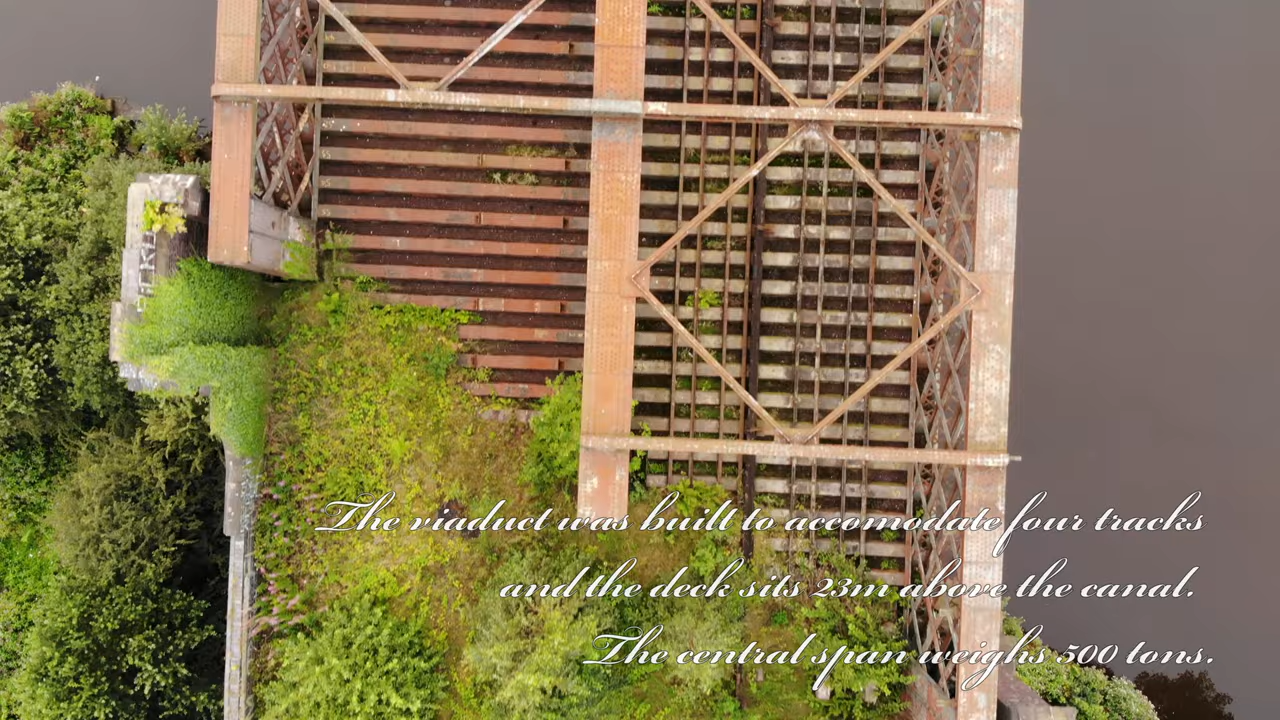 The viaduct was built to accomodate four tracks
and the deck sits 23m above the canal.
The central span weighs 500 tons.